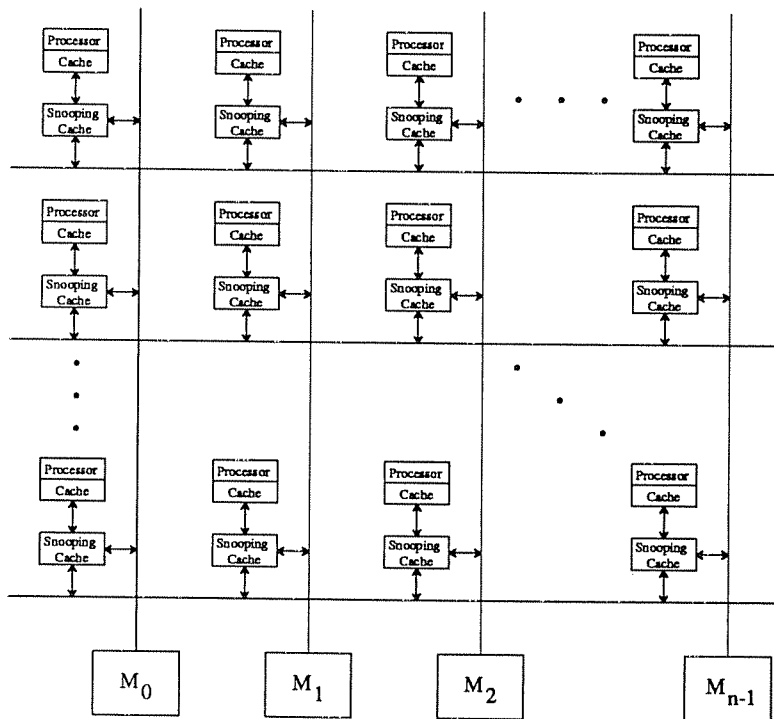 Processor
Cache
Snooping
Cache
Processor
Cache
Snooping
Cache
Processor
Cache
Snooping
Cache
Processor
Cache
Snooping
Cache
Processor
Cache
Snooping
Cache
Processor
Cache
Snooping
Cache
Processor
Cache
Snooping
Cache
Processor
Cache
Snooping
Cache
Processor
Cache
Snooping
Cache
Processor
Cache
Snooping
Cache
Processor
Cache
Snooping
Cache
Processor
Cache
Snooping
Cache
M0
M1
M2
Mn-1